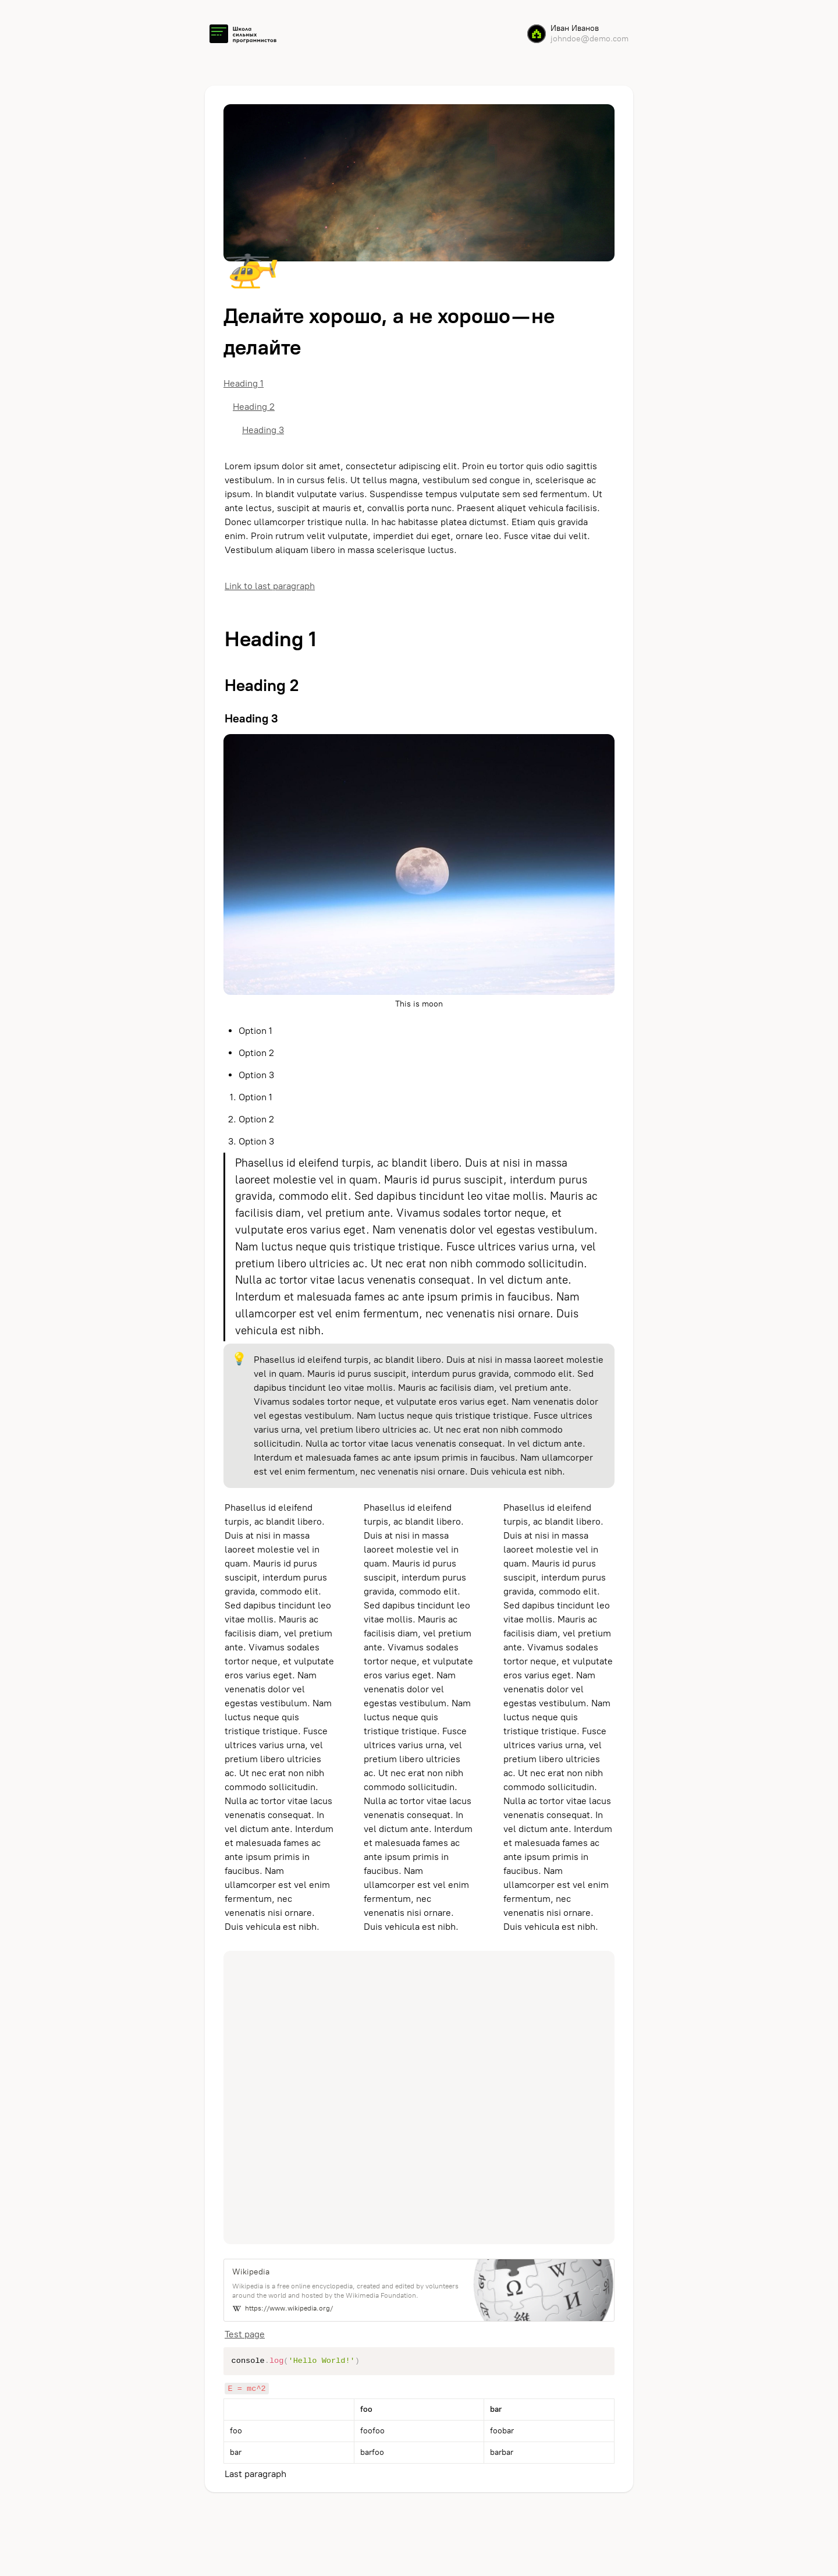 Школа
сильных
программистов
Иван Иванов
johndoe@demo.com
Делайте хорошо, а не хорошо — не
делайте
Heading 1
Heading 2
Heading 3
Lorem ipsum dolor sit amet, consectetur adipiscing elit. Proin eu tortor quis odio sagittis
vestibulum. In in cursus felis. Ut tellus magna, vestibulum sed congue in, scelerisque ac
ipsum. In blandit vulputate varius. Suspendisse tempus vulputate sem sed fermentum. Ut
ante lectus, suscipit at mauris et, convallis porta nunc. Praesent aliquet vehicula facilisis.
Donec ullamcorper tristique nulla. In hac habitasse platea dictumst. Etiam quis gravida
enim. Proin rutrum velit vulputate, imperdiet dui eget, ornare leo. Fusce vitae dui velit.
Vestibulum aliquam libero in massa scelerisque luctus.
Link to last paragraph
Heading 1
Heading 2
Heading 3
This is moon
• Option 1
• Option 2
• Option 3
1. Option 1
2. Option 2
3. Option 3
Phasellus id eleifend turpis, ac blandit libero. Duis at nisi in massa
laoreet molestie vel in quam. Mauris id purus suscipit, interdum purus
gravida, commodo elit. Sed dapibus tincidunt leo vitae mollis. Mauris ac
facilisis diam, vel pretium ante. Vivamus sodales tortor neque, et
vulputate eros varius eget. Nam venenatis dolor vel egestas vestibulum.
Nam luctus neque quis tristique tristique. Fusce ultrices varius urna, vel
pretium libero ultricies ac. Ut nec erat non nibh commodo sollicitudin.
Nulla ac tortor vitae lacus venenatis consequat. In vel dictum ante.
Interdum et malesuada fames ac ante ipsum primis in faucibus. Nam
ullamcorper est vel enim fermentum, nec venenatis nisi ornare. Duis
vehicula est nibh.
Phasellus id eleifend turpis, ac blandit libero. Duis at nisi in massa laoreet molestie
vel in quam. Mauris id purus suscipit, interdum purus gravida, commodo elit. Sed
dapibus tincidunt leo vitae mollis. Mauris ac facilisis diam, vel pretium ante.
Vivamus sodales tortor neque, et vulputate eros varius eget. Nam venenatis dolor
vel egestas vestibulum. Nam luctus neque quis tristique tristique. Fusce ultrices
varius urna, vel pretium libero ultricies ac. Ut nec erat non nibh commodo
sollicitudin. Nulla ac tortor vitae lacus venenatis consequat. In vel dictum ante.
Interdum et malesuada fames ac ante ipsum primis in faucibus. Nam ullamcorper
est vel enim fermentum, nec venenatis nisi ornare. Duis vehicula est nibh.
Phasellus id eleifend
turpis, ac blandit libero.
Duis at nisi in massa
laoreet molestie vel in
quam. Mauris id purus
suscipit, interdum purus
gravida, commodo elit.
Sed dapibus tincidunt leo
vitae mollis. Mauris ac
facilisis diam, vel pretium
ante. Vivamus sodales
tortor neque, et vulputate
eros varius eget. Nam
venenatis dolor vel
egestas vestibulum. Nam
luctus neque quis
tristique tristique. Fusce
ultrices varius urna, vel
pretium libero ultricies
ac. Ut nec erat non nibh
commodo sollicitudin.
Nulla ac tortor vitae lacus
venenatis consequat. In
vel dictum ante. Interdum
et malesuada fames ac
ante ipsum primis in
faucibus. Nam
ullamcorper est vel enim
fermentum, nec
venenatis nisi ornare.
Duis vehicula est nibh.
Phasellus id eleifend
turpis, ac blandit libero.
Duis at nisi in massa
laoreet molestie vel in
quam. Mauris id purus
suscipit, interdum purus
gravida, commodo elit.
Sed dapibus tincidunt leo
vitae mollis. Mauris ac
facilisis diam, vel pretium
ante. Vivamus sodales
tortor neque, et vulputate
eros varius eget. Nam
venenatis dolor vel
egestas vestibulum. Nam
luctus neque quis
tristique tristique. Fusce
ultrices varius urna, vel
pretium libero ultricies
ac. Ut nec erat non nibh
commodo sollicitudin.
Nulla ac tortor vitae lacus
venenatis consequat. In
vel dictum ante. Interdum
et malesuada fames ac
ante ipsum primis in
faucibus. Nam
ullamcorper est vel enim
fermentum, nec
venenatis nisi ornare.
Duis vehicula est nibh.
Phasellus id eleifend
turpis, ac blandit libero.
Duis at nisi in massa
laoreet molestie vel in
quam. Mauris id purus
suscipit, interdum purus
gravida, commodo elit.
Sed dapibus tincidunt leo
vitae mollis. Mauris ac
facilisis diam, vel pretium
ante. Vivamus sodales
tortor neque, et vulputate
eros varius eget. Nam
venenatis dolor vel
egestas vestibulum. Nam
luctus neque quis
tristique tristique. Fusce
ultrices varius urna, vel
pretium libero ultricies
ac. Ut nec erat non nibh
commodo sollicitudin.
Nulla ac tortor vitae lacus
venenatis consequat. In
vel dictum ante. Interdum
et malesuada fames ac
ante ipsum primis in
faucibus. Nam
ullamcorper est vel enim
fermentum, nec
venenatis nisi ornare.
Duis vehicula est nibh.
Wikipedia
Wikipedia is a free online encyclopedia, created and edited by volunteers
around the world and hosted by the Wikimedia Foundation.
W https://www.wikipedia.org/
Ω W И 維
Test page
console.log('Hello World!')
E = mc^2
foo bar
foo foofoo foobar
bar barfoo barbar
Last paragraph